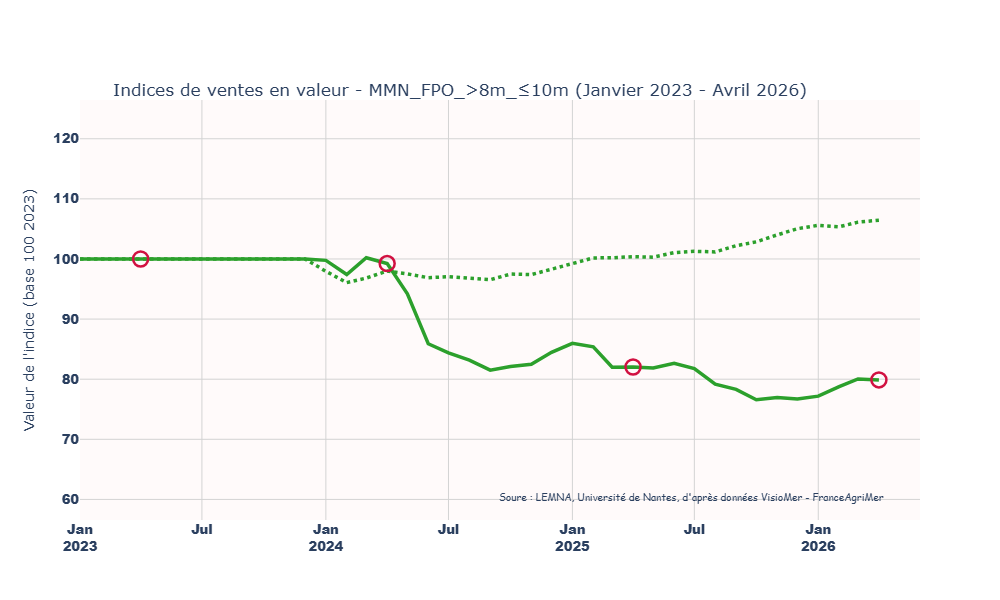 Indices de ventes en valeur - MMN_FPO_>8m_≤10m (Janvier 2023 - Avril 2026)
Valeur de l'indice (base 100 2023)
120
110
100
90
80
70
60
Soure : LEMNA, Université de Nantes, d'après données VisioMer - FranceAgriMer
Jan Jul Jan Jul Jan Jul Jan
2023 2024 2025 2026